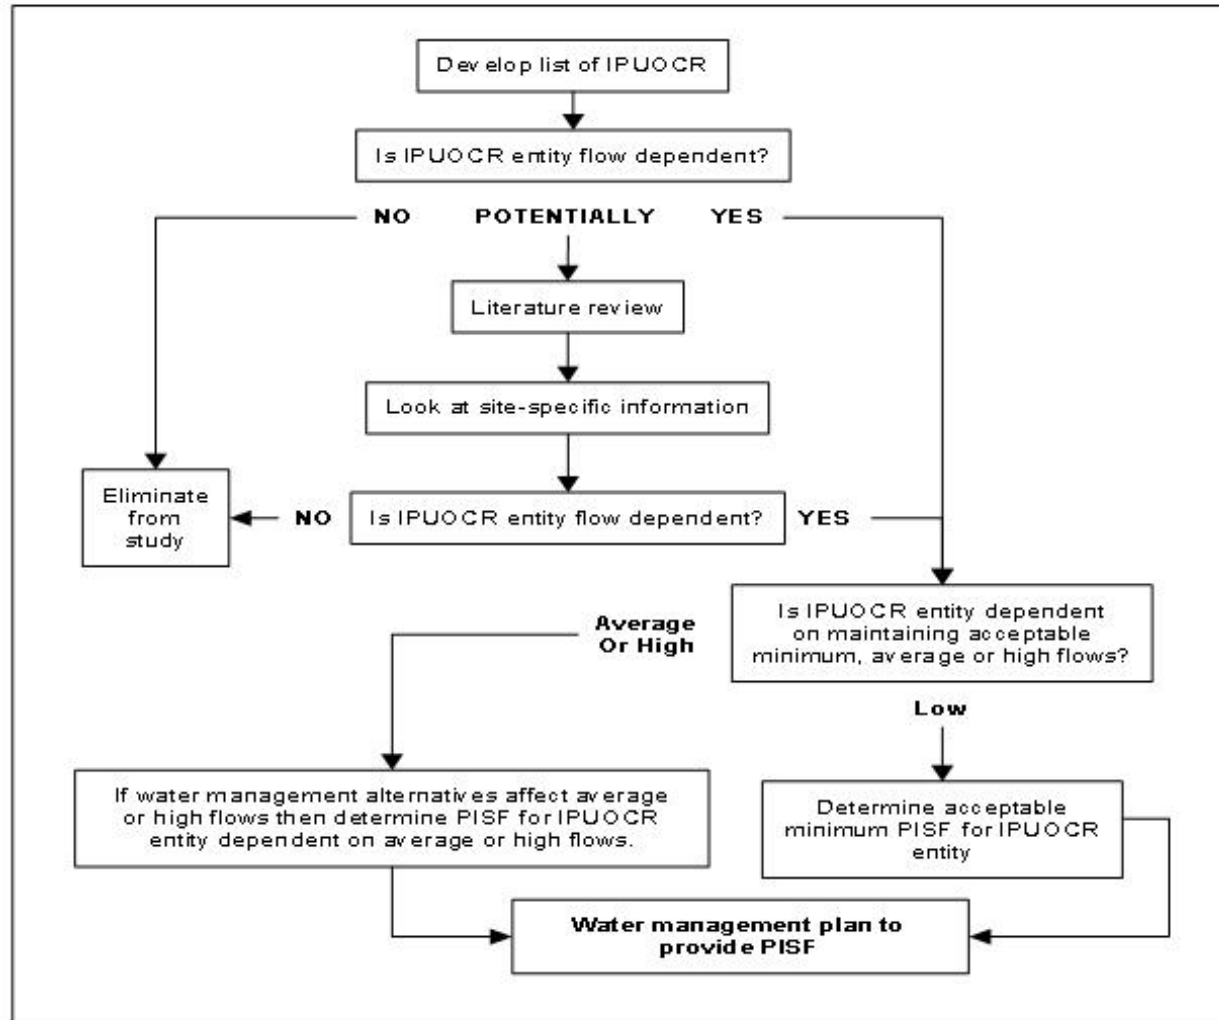 Develop list of IPUOCR
Is IPUOCR entity flow dependent?
NO POTENTIALLY YES
Literature review
Look at site-specific information
Eliminate
from
study
NO
Is IPUOCR entity flow dependent?
YES
Is IPUOCR entity dependent
on maintaining acceptable
minimum, average or high flows?
Average
Or High
Low
If water management alternatives affect average
or high flows then determine PISF for IPUOCR
entity dependent on average or high flows.
Determine acceptable
minimum PISF for IPUOCR
entity
Water management plan to
provide PISF